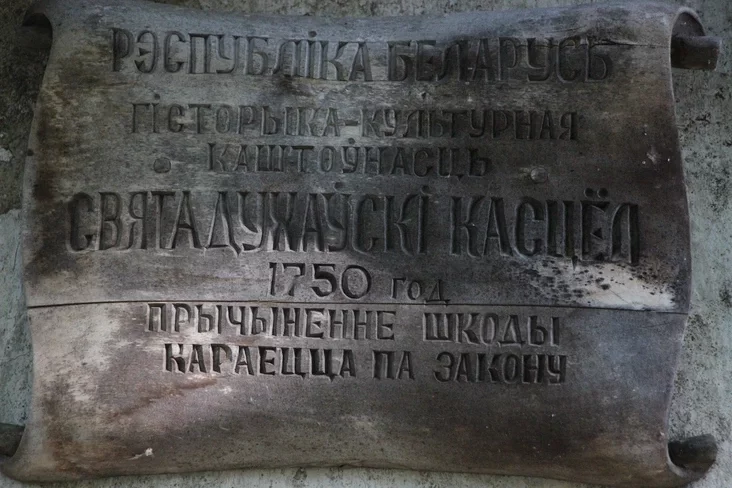 РЭСПУБЛІКА БЕЛАРУСЬ
ГІСТОРЫКА-КУЛЬТУРНАЯ
КАШТОЎНАСЦЬ
СВЯТАДУХАЎСКІ КАСЦЁЛ
1750 ГОД
ПРЫЧЫНЕННЕ ШКОДЫ
КАРАЕЦЦА ПА ЗАКОНУ